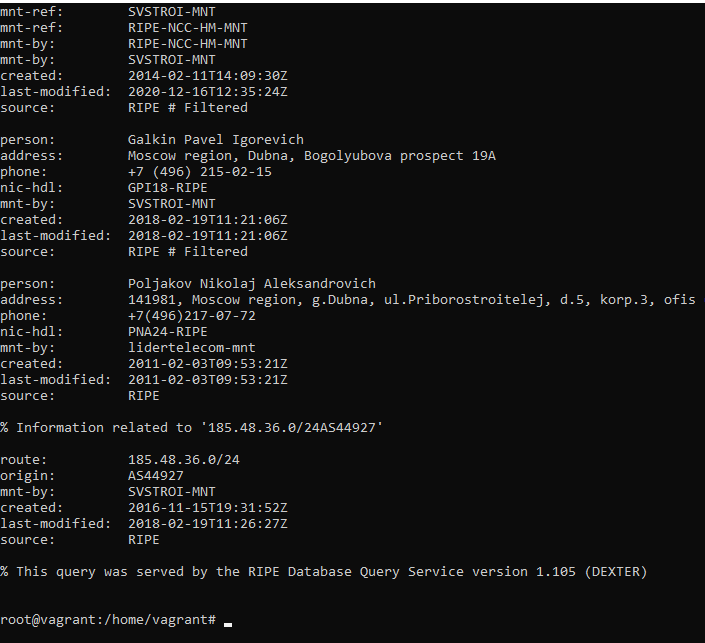 mnt-ref:        SVSTROI-MNT
mnt-ref:        RIPE-NCC-HM-MNT
mnt-by:         RIPE-NCC-HM-MNT
mnt-by:         SVSTROI-MNT
created:        2014-02-11T14:09:30Z
last-modified:  2020-12-16T12:35:24Z
source:         RIPE # Filtered
person:         Galkin Pavel Igorevich
address:        Moscow region, Dubna, Bogolyubova prospect 19A
phone:          +7 (496) 215-02-15
nic-hdl:        GPI18-RIPE
mnt-by:         SVSTROI-MNT
created:        2018-02-19T11:21:06Z
last-modified:  2018-02-19T11:21:06Z
source:         RIPE # Filtered
person:         Poljakov Nikolaj Aleksandrovich
address:        141981, Moscow region, g.Dubna, ul.Priborostroitelej, d.5, korp.3, ofis
phone:          +7(496)217-07-72
nic-hdl:        PNA24-RIPE
mnt-by:         lidertelecom-mnt
created:        2011-02-03T09:53:21Z
last-modified:  2011-02-03T09:53:21Z
source:         RIPE
% Information related to '185.48.36.0/24AS44927'
route:          185.48.36.0/24
origin:         AS44927
mnt-by:         SVSTROI-MNT
created:        2016-11-15T19:31:52Z
last-modified:  2018-02-19T11:26:27Z
source:         RIPE
% This query was served by the RIPE Database Query Service version 1.105 (DEXTER)
root@vagrant:/home/vagrant#